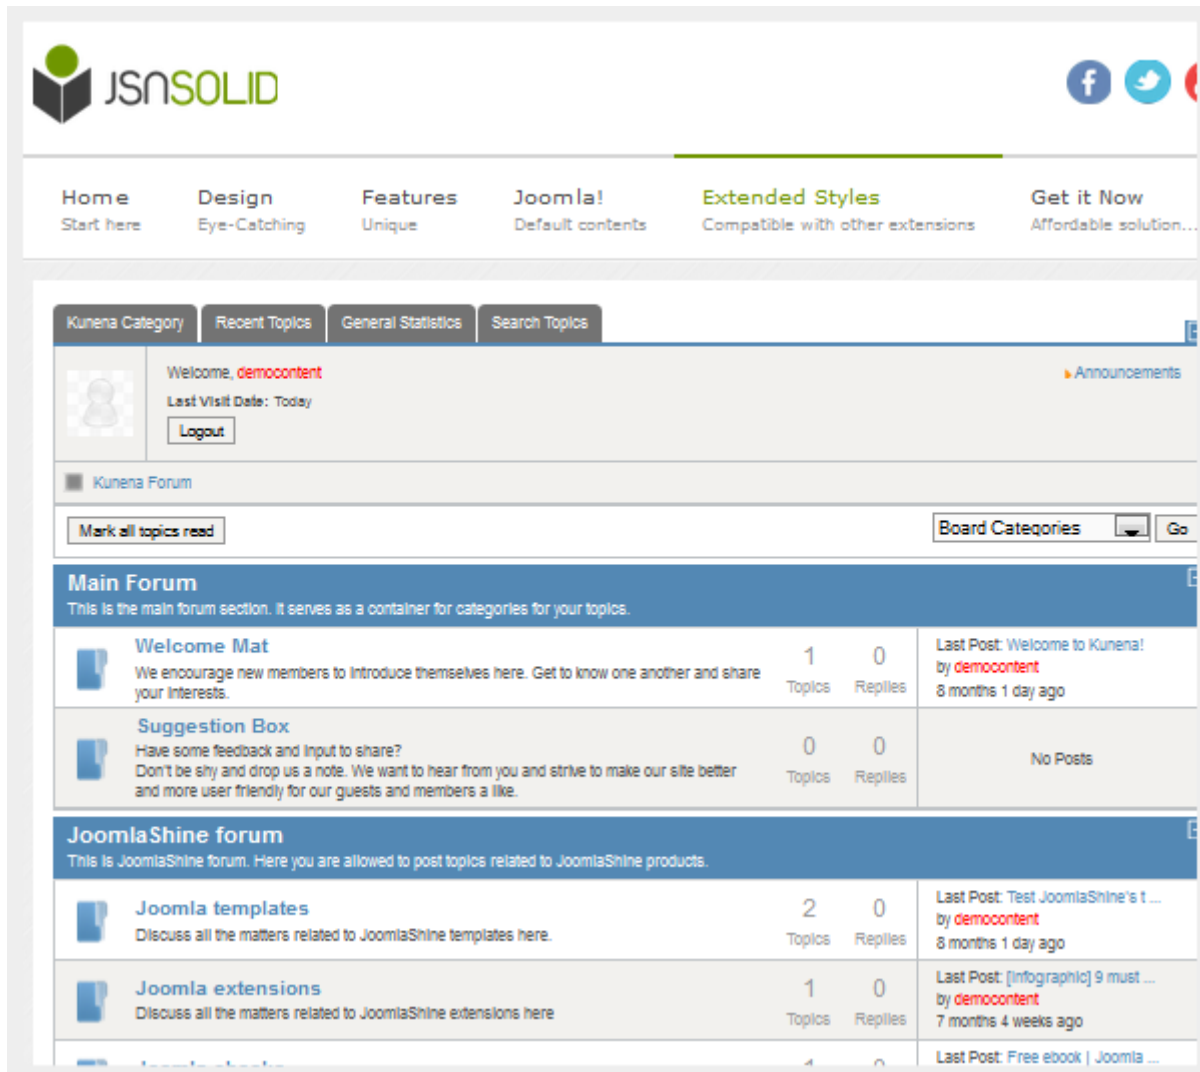 JSNSOLID
Home Design Features Joomla! Extended Styles Get it Now
Start here Eye-Catching Unique Default contents Compatible with other extensions Affordable solution...
Kunena Category Recent Topics General Statistics Search Topics
Welcome, democontent
Announcements
Last Visit Date: Today
Logout
Kunena Forum
Mark all topics read
Board Categories Go
Main Forum
This is the main forum section. It serves as a container for categories for your topics.
Welcome Mat
We encourage new members to introduce themselves here. Get to know one another and share
your interests.
1 0
Topics Replies
Last Post: Welcome to Kunena!
by democontent
8 months 1 day ago
Suggestion Box
Have some feedback and input to share?
Don't be shy and drop us a note. We want to hear from you and strive to make our site better
and more user friendly for our guests and members a like.
0 0
Topics Replies
No Posts
JoomlaShine forum
This is JoomlaShine forum. Here you are allowed to post topics related to JoomlaShine products.
Joomla templates
Discuss all the matters related to JoomlaShine templates here.
2 0
Topics Replies
Last Post: Test JoomlaShine's t ...
by democontent
8 months 1 day ago
Joomla extensions
Discuss all the matters related to JoomlaShine extensions here
1 0
Topics Replies
Last Post: [Infographic] 9 must ...
by democontent
7 months 4 weeks ago
Last Post: Free ebook | Joomla ...